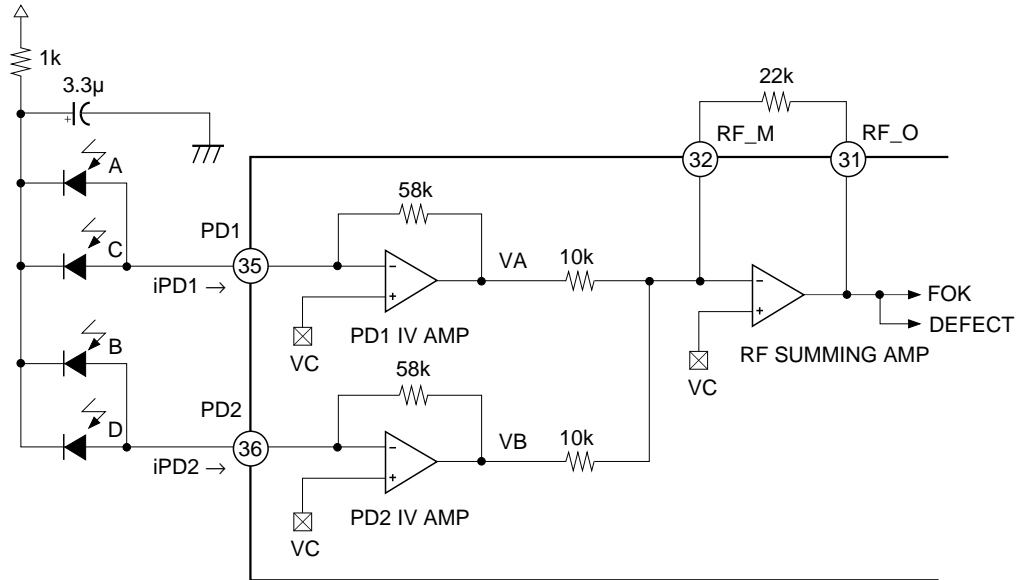 1k
3.3µ
+
22k
RF_M
RF_O
32
31
A
58k
PD1
C
VA
10k
35
iPD1 →
−
+
−
+
FOK
VC
PD1 IV AMP
DEFECT
B
58k
VC
RF SUMMING AMP
PD2
D
VB
10k
36
iPD2 →
−
+
VC
PD2 IV AMP